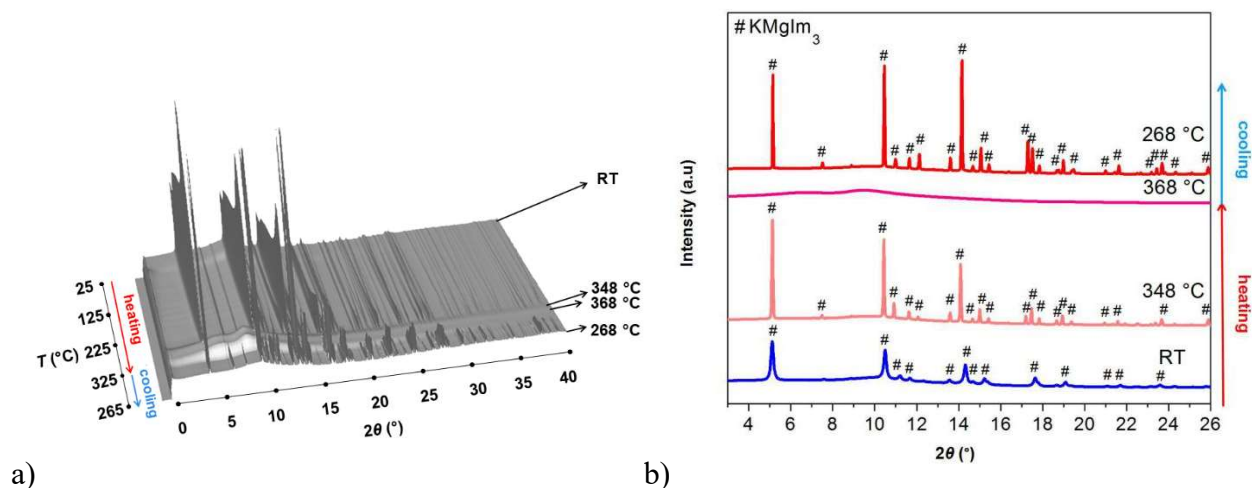 RT
348 °C
368 °C
268 °C
25
125
225
325
265
T (°C)
heating
cooling
0
5
10
15
20
25
30
35
40
2θ (°)
a)
# KMgIm3
# # # # # # # # # # # # # # # # # # # # # # # #
268 °C
368 °C
# # # # # # # # # # # # # # # # # # # # #
348 °C
# # # # # # # # # # # # # #
RT
Intensity (a.u)
cooling
heating
4 6 8 10 12 14 16 18 20 22 24 26
2θ (°)
b)